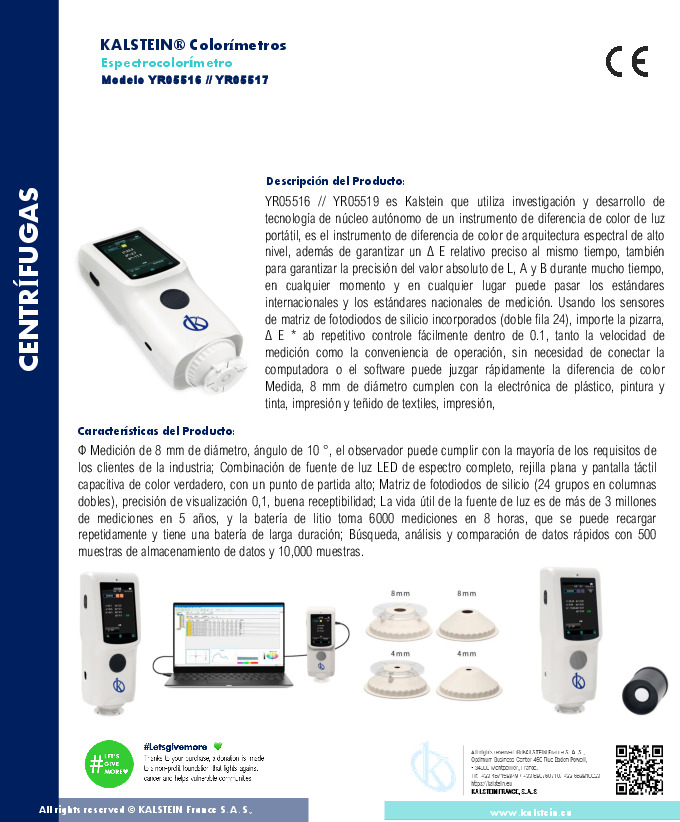 KALSTEIN® Colorímetros
Espectrocolorímetro
Modelo YR05516 // YR05517
CE
CENTRÍFUGAS
Descripción del Producto:
YR05516 // YR05519 es Kalstein que utiliza investigación y desarrollo de
tecnología de núcleo autónomo de un instrumento de diferencia de color de luz
portátil, es el instrumento de diferencia de color de arquitectura espectral de alto
nivel, además de garantizar un Δ E relativo preciso al mismo tiempo, también
para garantizar la precisión del valor absoluto de L, A y B durante mucho tiempo,
en cualquier momento y en cualquier lugar puede pasar los estándares
internacionales y los estándares nacionales de medición. Usando los sensores
de matriz de fotodiodos de silicio incorporados (doble fila 24), importe la pizarra,
Δ E * ab repetitivo controle fácilmente dentro de 0.1, tanto la velocidad de
medición como la conveniencia de operación, sin necesidad de conectar la
computadora o el software puede juzgar rápidamente la diferencia de color
Medida, 8 mm de diámetro cumplen con la electrónica de plástico, pintura y
tinta, impresión y teñido de textiles, impresión,
Características del Producto:
Φ Medición de 8 mm de diámetro, ángulo de 10 °, el observador puede cumplir con la mayoría de los requisitos de
los clientes de la industria; Combinación de fuente de luz LED de espectro completo, rejilla plana y pantalla táctil
capacitiva de color verdadero, con un punto de partida alto; Matriz de fotodiodos de silicio (24 grupos en columnas
dobles), precisión de visualización 0,1, buena receptibilidad; La vida útil de la fuente de luz es de más de 3 millones
de mediciones en 5 años, y la batería de litio toma 6000 mediciones en 8 horas, que se puede recargar
repetidamente y tiene una batería de larga duración; Búsqueda, análisis y comparación de datos rápidos con 500
muestras de almacenamiento de datos y 10,000 muestras.
8mm 8mm
4mm 4mm
#LET'S
GIVE
MORE
#Letsgivemore
Thanks to your purchase, a donation is made
to a non-profit foundation that fights against
cancer and helps vulnerable communities
All rights reserved ® KALSTEIN France S. A. S.,
https://kalstein.eu
KALSTEIN FRANCE, S.A.S
All rights reserved ® KALSTEIN France S. A. S.,
www.kalstein.eu